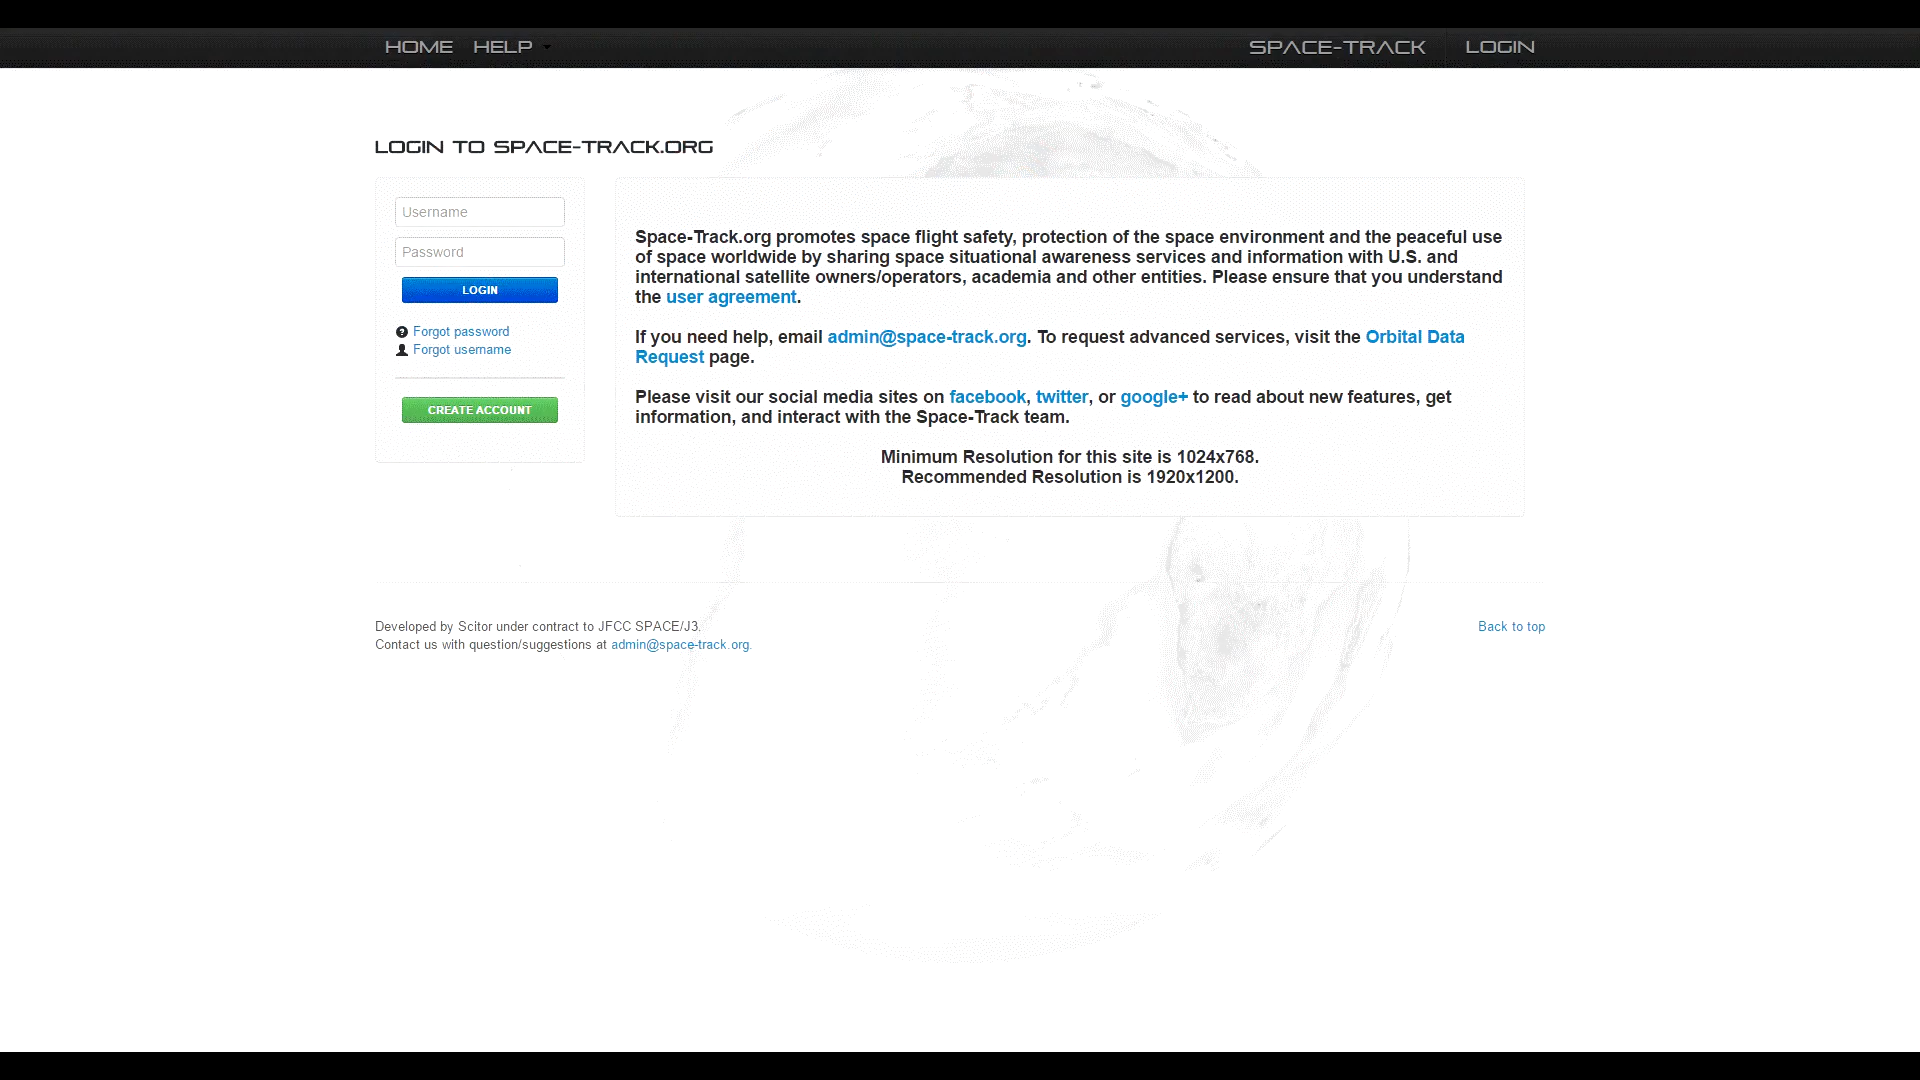 HOME HELP SPACE-TRACK LOGIN
LOGIN TO SPACE-TRACK.ORG
Username
Password
LOGIN
Forgot password
Forgot username
CREATE ACCOUNT
Space-Track.org promotes space flight safety, protection of the space environment and the peaceful use
of space worldwide by sharing space situational awareness services and information with U.S. and
international satellite owners/operators, academia and other entities. Please ensure that you understand
the user agreement.
If you need help, email admin@space-track.org. To request advanced services, visit the Orbital Data
Request page.
Please visit our social media sites on facebook, twitter, or google+ to read about new features, get
information, and interact with the Space-Track team.
Minimum Resolution for this site is 1024x768.
Recommended Resolution is 1920x1200.
Developed by Scitor under contract to JFCC SPACE/J3.
Contact us with question/suggestions at admin@space-track.org.
Back to top